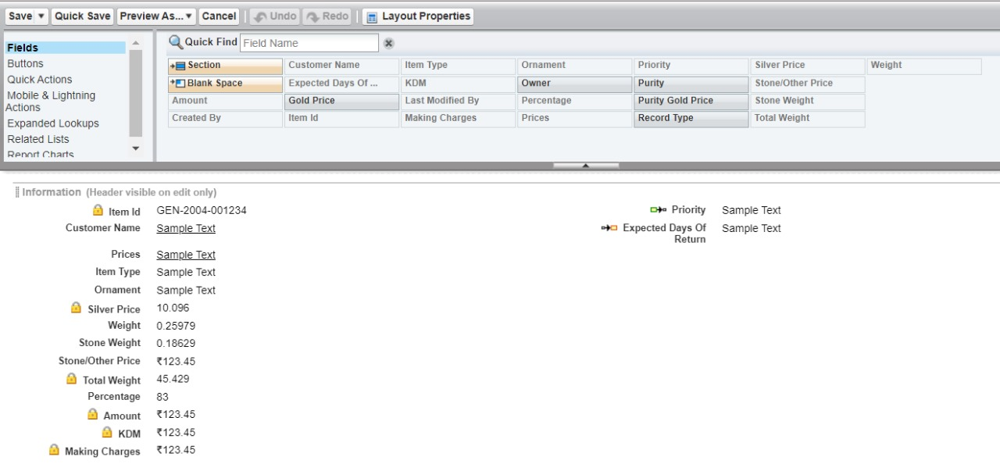 Save Quick Save Preview As... Cancel Undo Redo Layout Properties
Fields
Buttons
Quick Actions
Mobile & Lightning
Actions
Expanded Lookups
Related Lists
Report Charts
Quick Find Field Name
Section Customer Name Item Type Ornament Priority Silver Price Weight
Blank Space Expected Days Of ... KDM Owner Purity Stone/Other Price
Amount Gold Price Last Modified By Percentage Purity Gold Price Stone Weight
Created By Item Id Making Charges Prices Record Type Total Weight
Information (Header visible on edit only)
Item Id GEN-2004-001234 Priority Sample Text
Customer Name Sample Text Expected Days Of Sample Text
Return
Prices Sample Text
Item Type Sample Text
Ornament Sample Text
Silver Price 10.096
Weight 0.25979
Stone Weight 0.18629
Stone/Other Price ₹123.45
Total Weight 45.429
Percentage 83
Amount ₹123.45
KDM ₹123.45
Making Charges ₹123.45